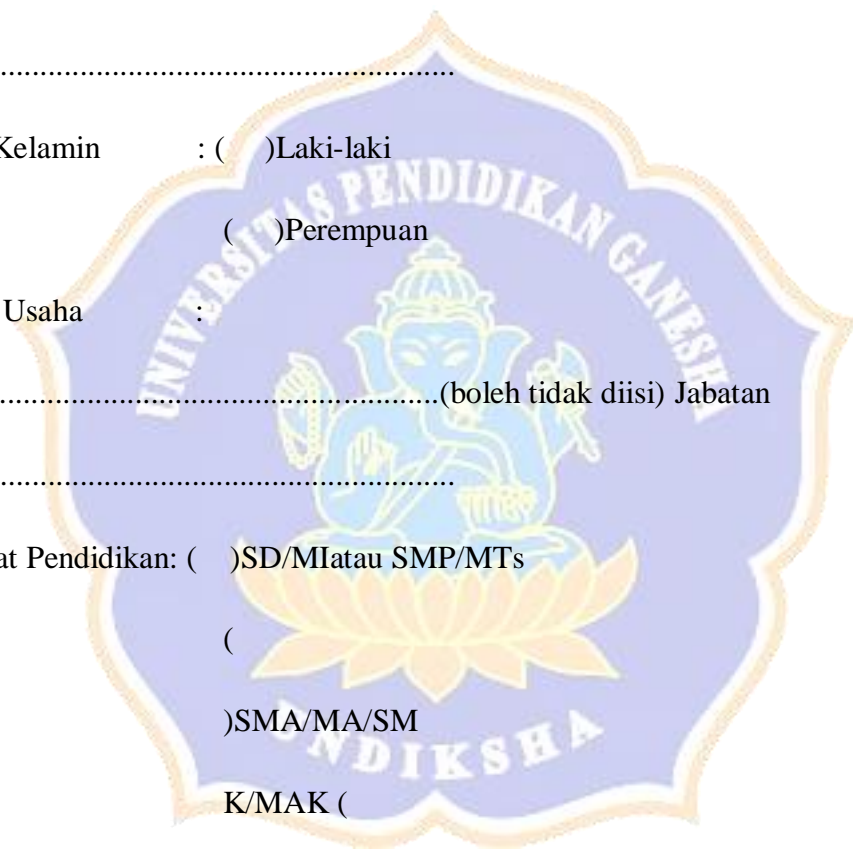 ....................................................
Kelamin : ( )Laki-laki
( )Perempuan
Usaha :
....................................................(boleh tidak diisi) Jabatan
....................................................
at Pendidikan: ( )SD/MIatau SMP/MTs
(
)SMA/MA/SM
K/MAK (
UNIVERSITAS PENDIDIKAN GANESHA
UNDIKSHA